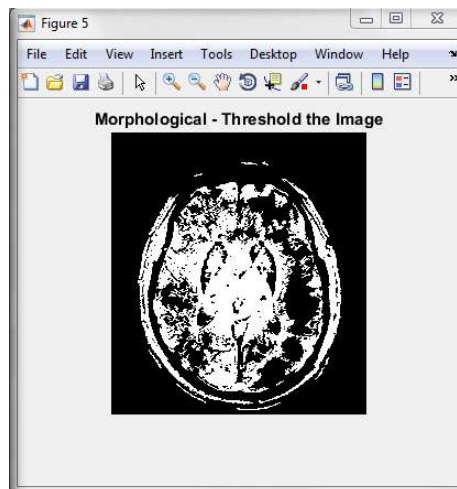 Figure 5
File Edit View Insert Tools Desktop Window Help
Morphological - Threshold the Image